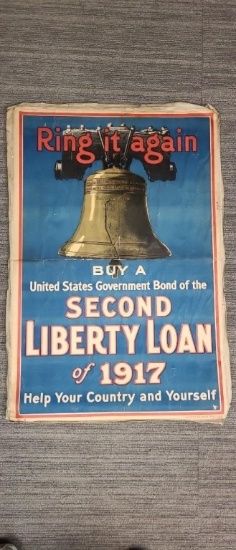 Ring it again
BUY A
United States Government Bond of the
SECOND
LIBERTY LOAN
of 1917
Help Your Country and Yourself